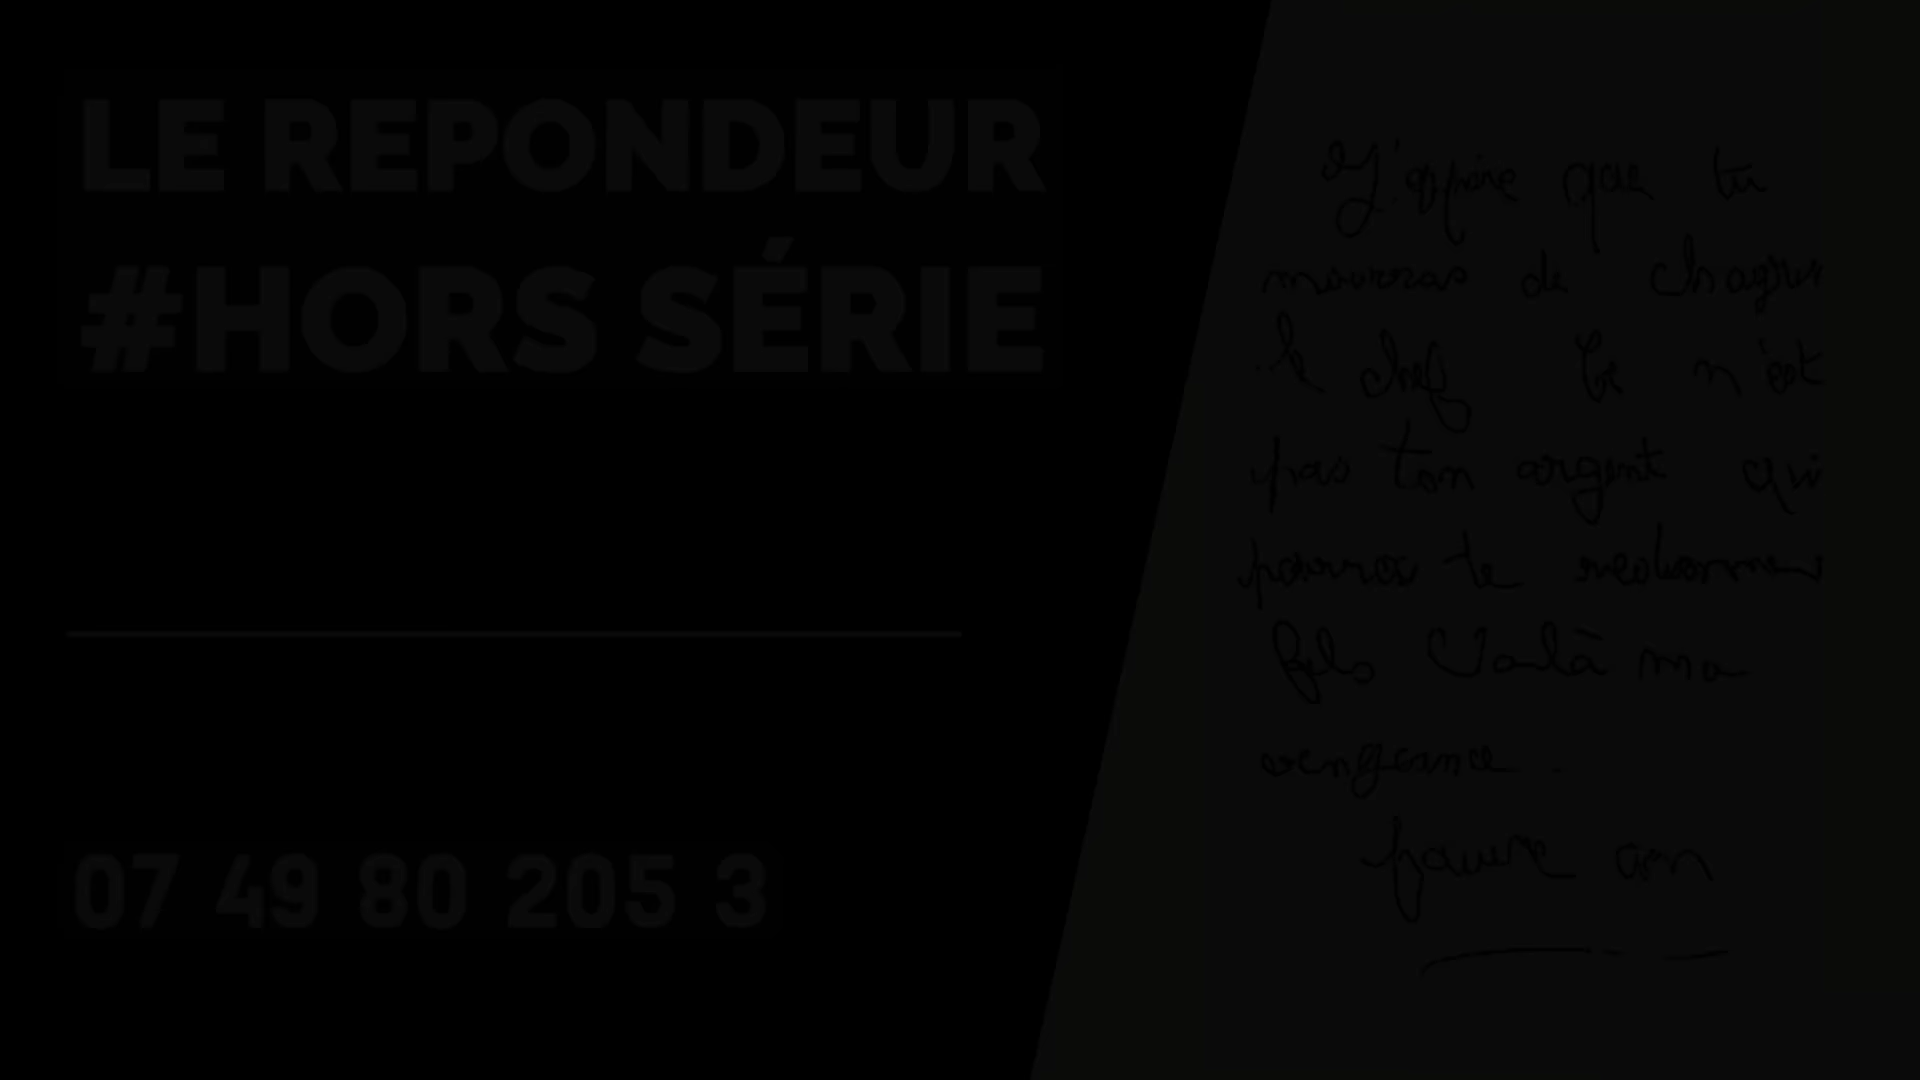 LE REPONDEUR
#HORS SÉRIE
07 49 80 205 3
J'espère que tu
mourras de chagrin
le chef Ce n'est
pas ton argent qui
pourra te redonner
fils Voilà ma
vengeance.